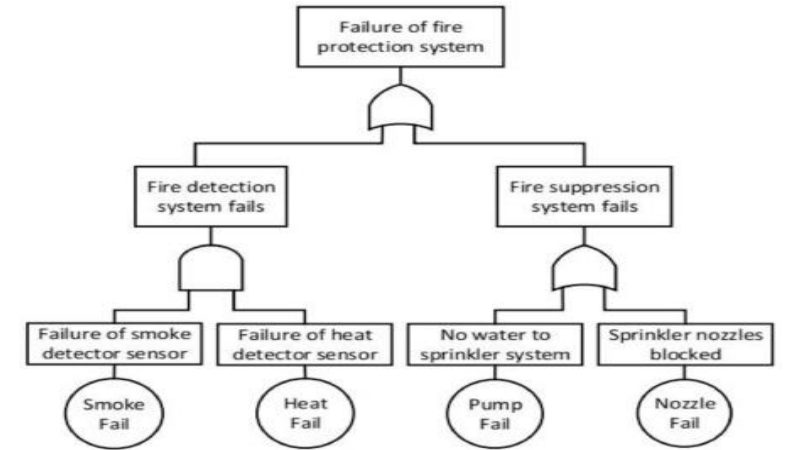 Failure of fire
protection system
Fire detection
system fails
Fire suppression
system fails
Failure of smoke
detector sensor
Failure of heat
detector sensor
No water to
sprinkler system
Sprinkler nozzles
blocked
Smoke
Fail
Heat
Fail
Pump
Fail
Nozzle
Fail